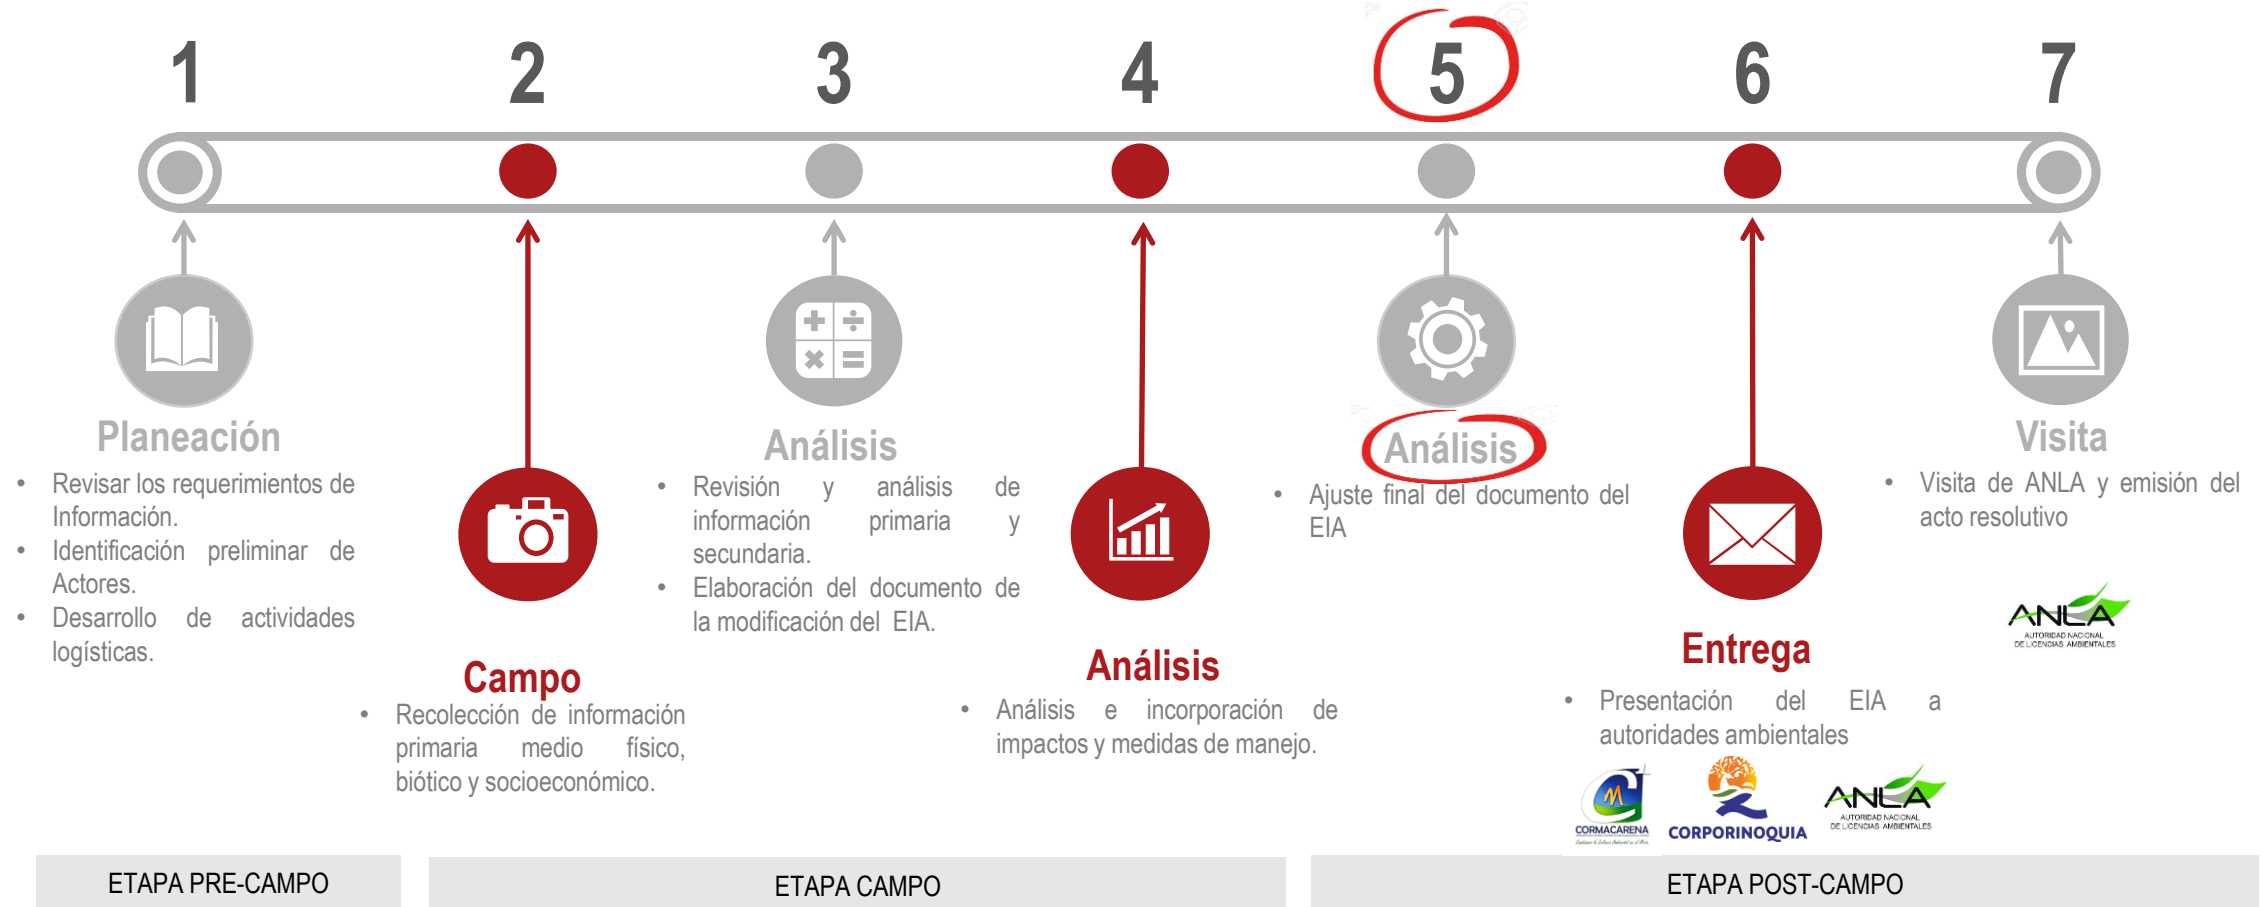 1
2
3
4
5
6
7
Planeación
• Revisar los requerimientos de
Información.
• Identificación preliminar de
Actores.
• Desarrollo de actividades
logísticas.
Campo
• Recolección de información
primaria medio físico,
biótico y socioeconómico.
Análisis
• Revisión y análisis de
información primaria y
secundaria.
• Elaboración del documento de
la modificación del EIA.
Análisis
• Análisis e incorporación de
impactos y medidas de manejo.
Análisis
• Ajuste final del documento del
EIA
Entrega
• Presentación del EIA a
autoridades ambientales
CORMACARENA
CORPORINOQUIA
ANLA
AUTORIDAD NACIONAL
DE LICENCIAS AMBIENTALES
Visita
• Visita de ANLA y emisión del
acto resolutivo
ANLA
AUTORIDAD NACIONAL
DE LICENCIAS AMBIENTALES
ETAPA PRE-CAMPO
ETAPA CAMPO
ETAPA POST-CAMPO